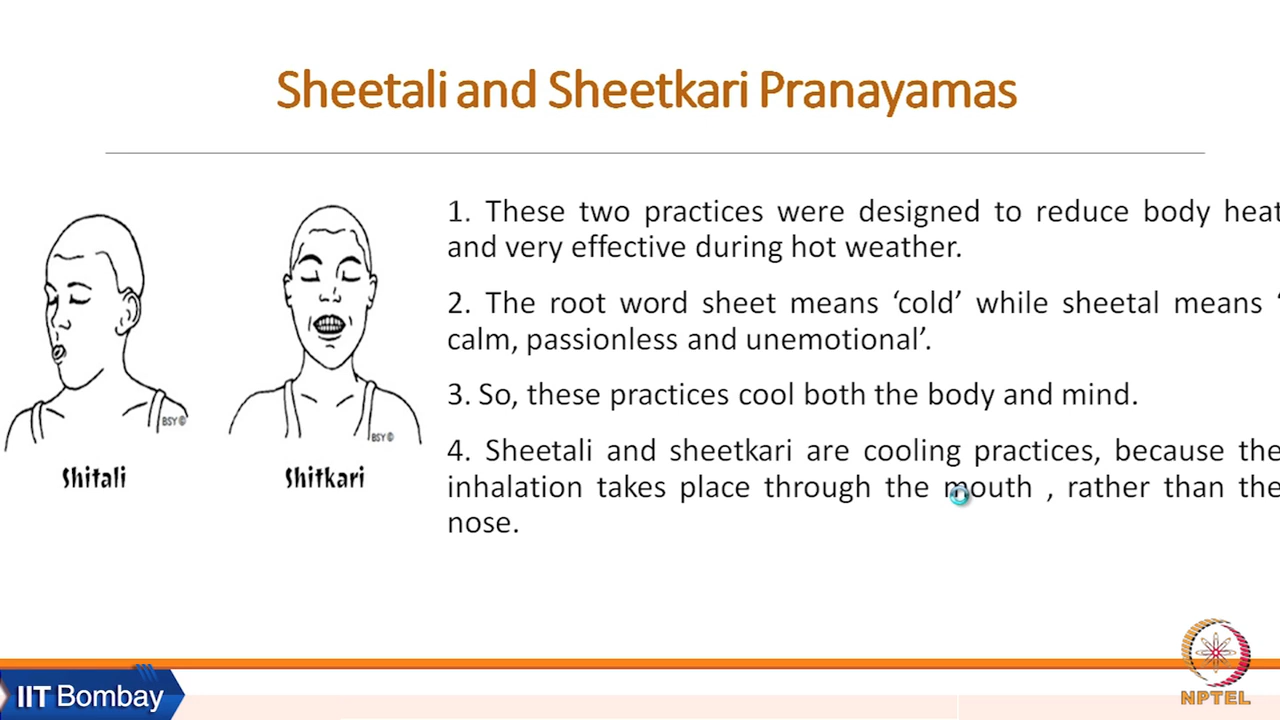 Sheetali and Sheetkari Pranayamas
1. These two practices were designed to reduce body heat
and very effective during hot weather.
2. The root word sheet means ‘cold’ while sheetal means ‘
calm, passionless and unemotional’.
3. So, these practices cool both the body and mind.
4. Sheetali and sheetkari are cooling practices, because the
inhalation takes place through the mouth , rather than the
nose.
BSY©
BSY©
Shitali
Shitkari
IIT Bombay
NPTEL